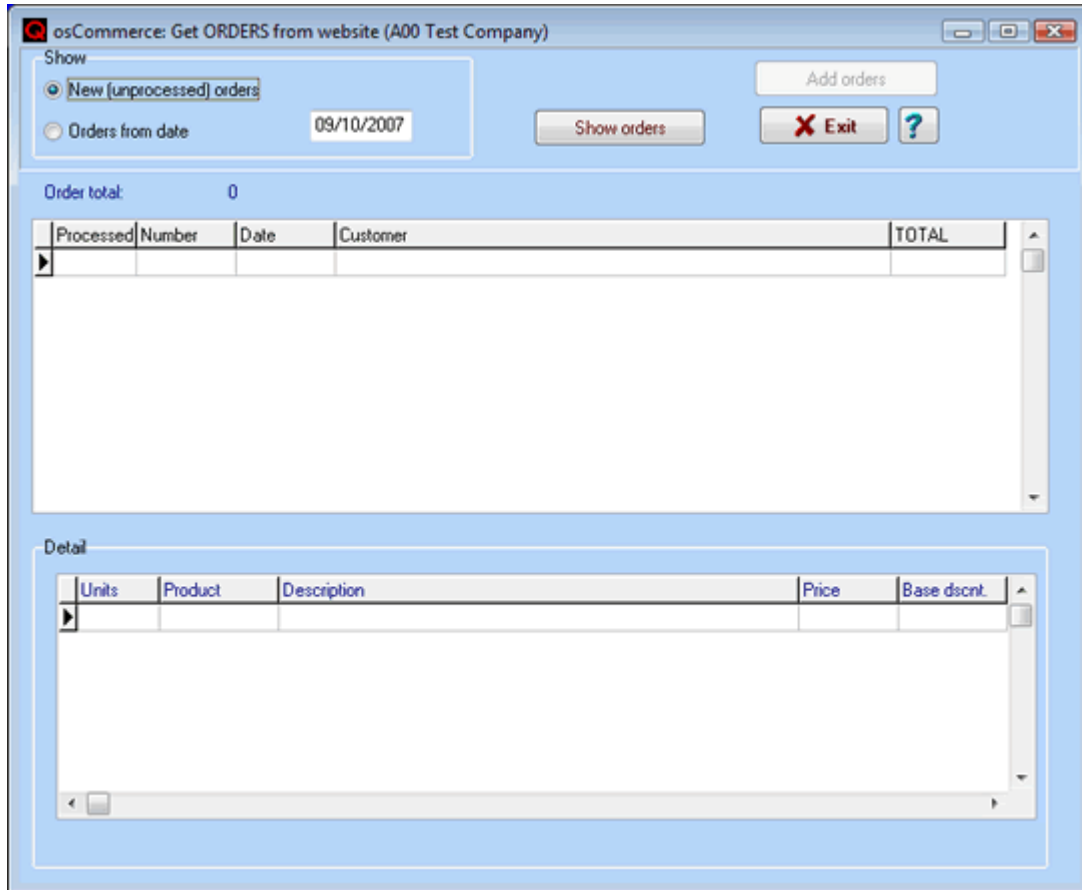 osCommerce: Get ORDERS from website (A00 Test Company)
Show
New (unprocessed) orders
Orders from date 09/10/2007
Show orders
Add orders
X Exit ?
Order total: 0
Processed Number Date Customer TOTAL
Detail
Units Product Description Price Base dscnt.